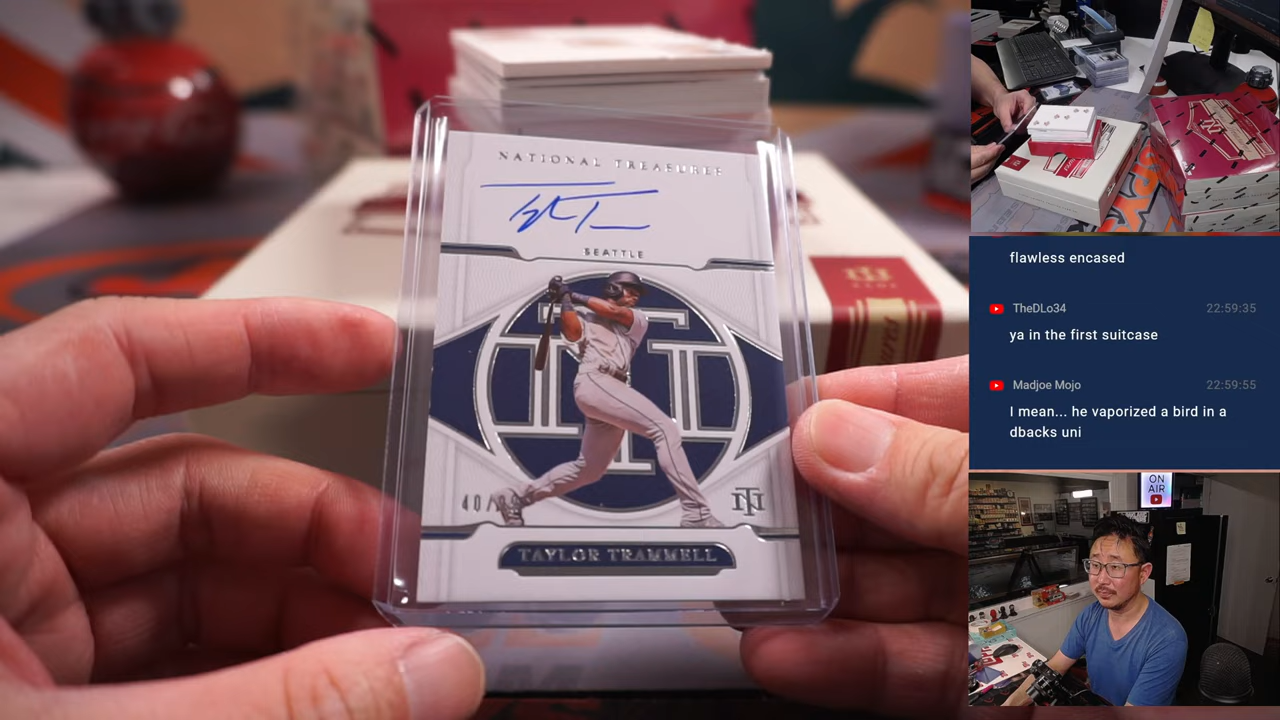 NATIONAL TREASURES
SEATTLE
TAYLOR TRAMMELL
flawless encased
TheDLo34
22:59:35
ya in the first suitcase
Madjoe Mojo
22:59:55
I mean... he vaporized a bird in a
dbacks uni
ON
AIR